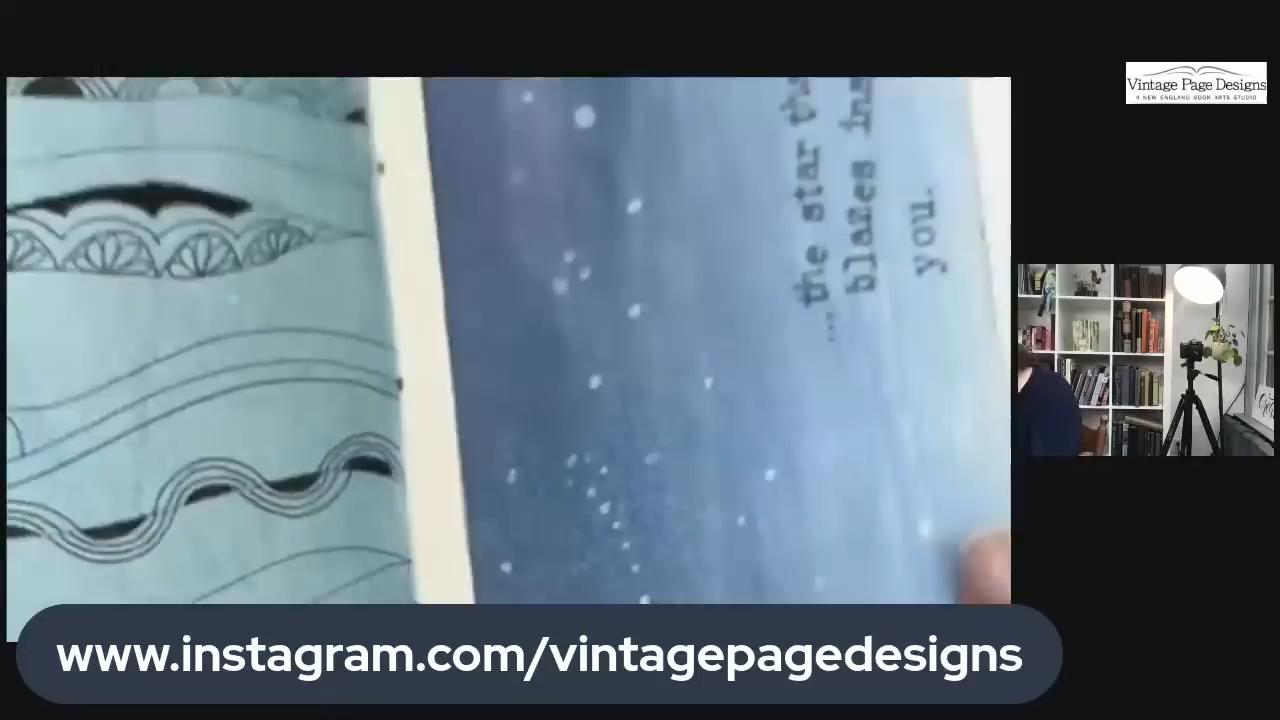 Vintage Page Designs
A NEW ENGLAND BOOK ARTS STUDIO
...the star
blazes
you.
www.instagram.com/vintagepagedesigns